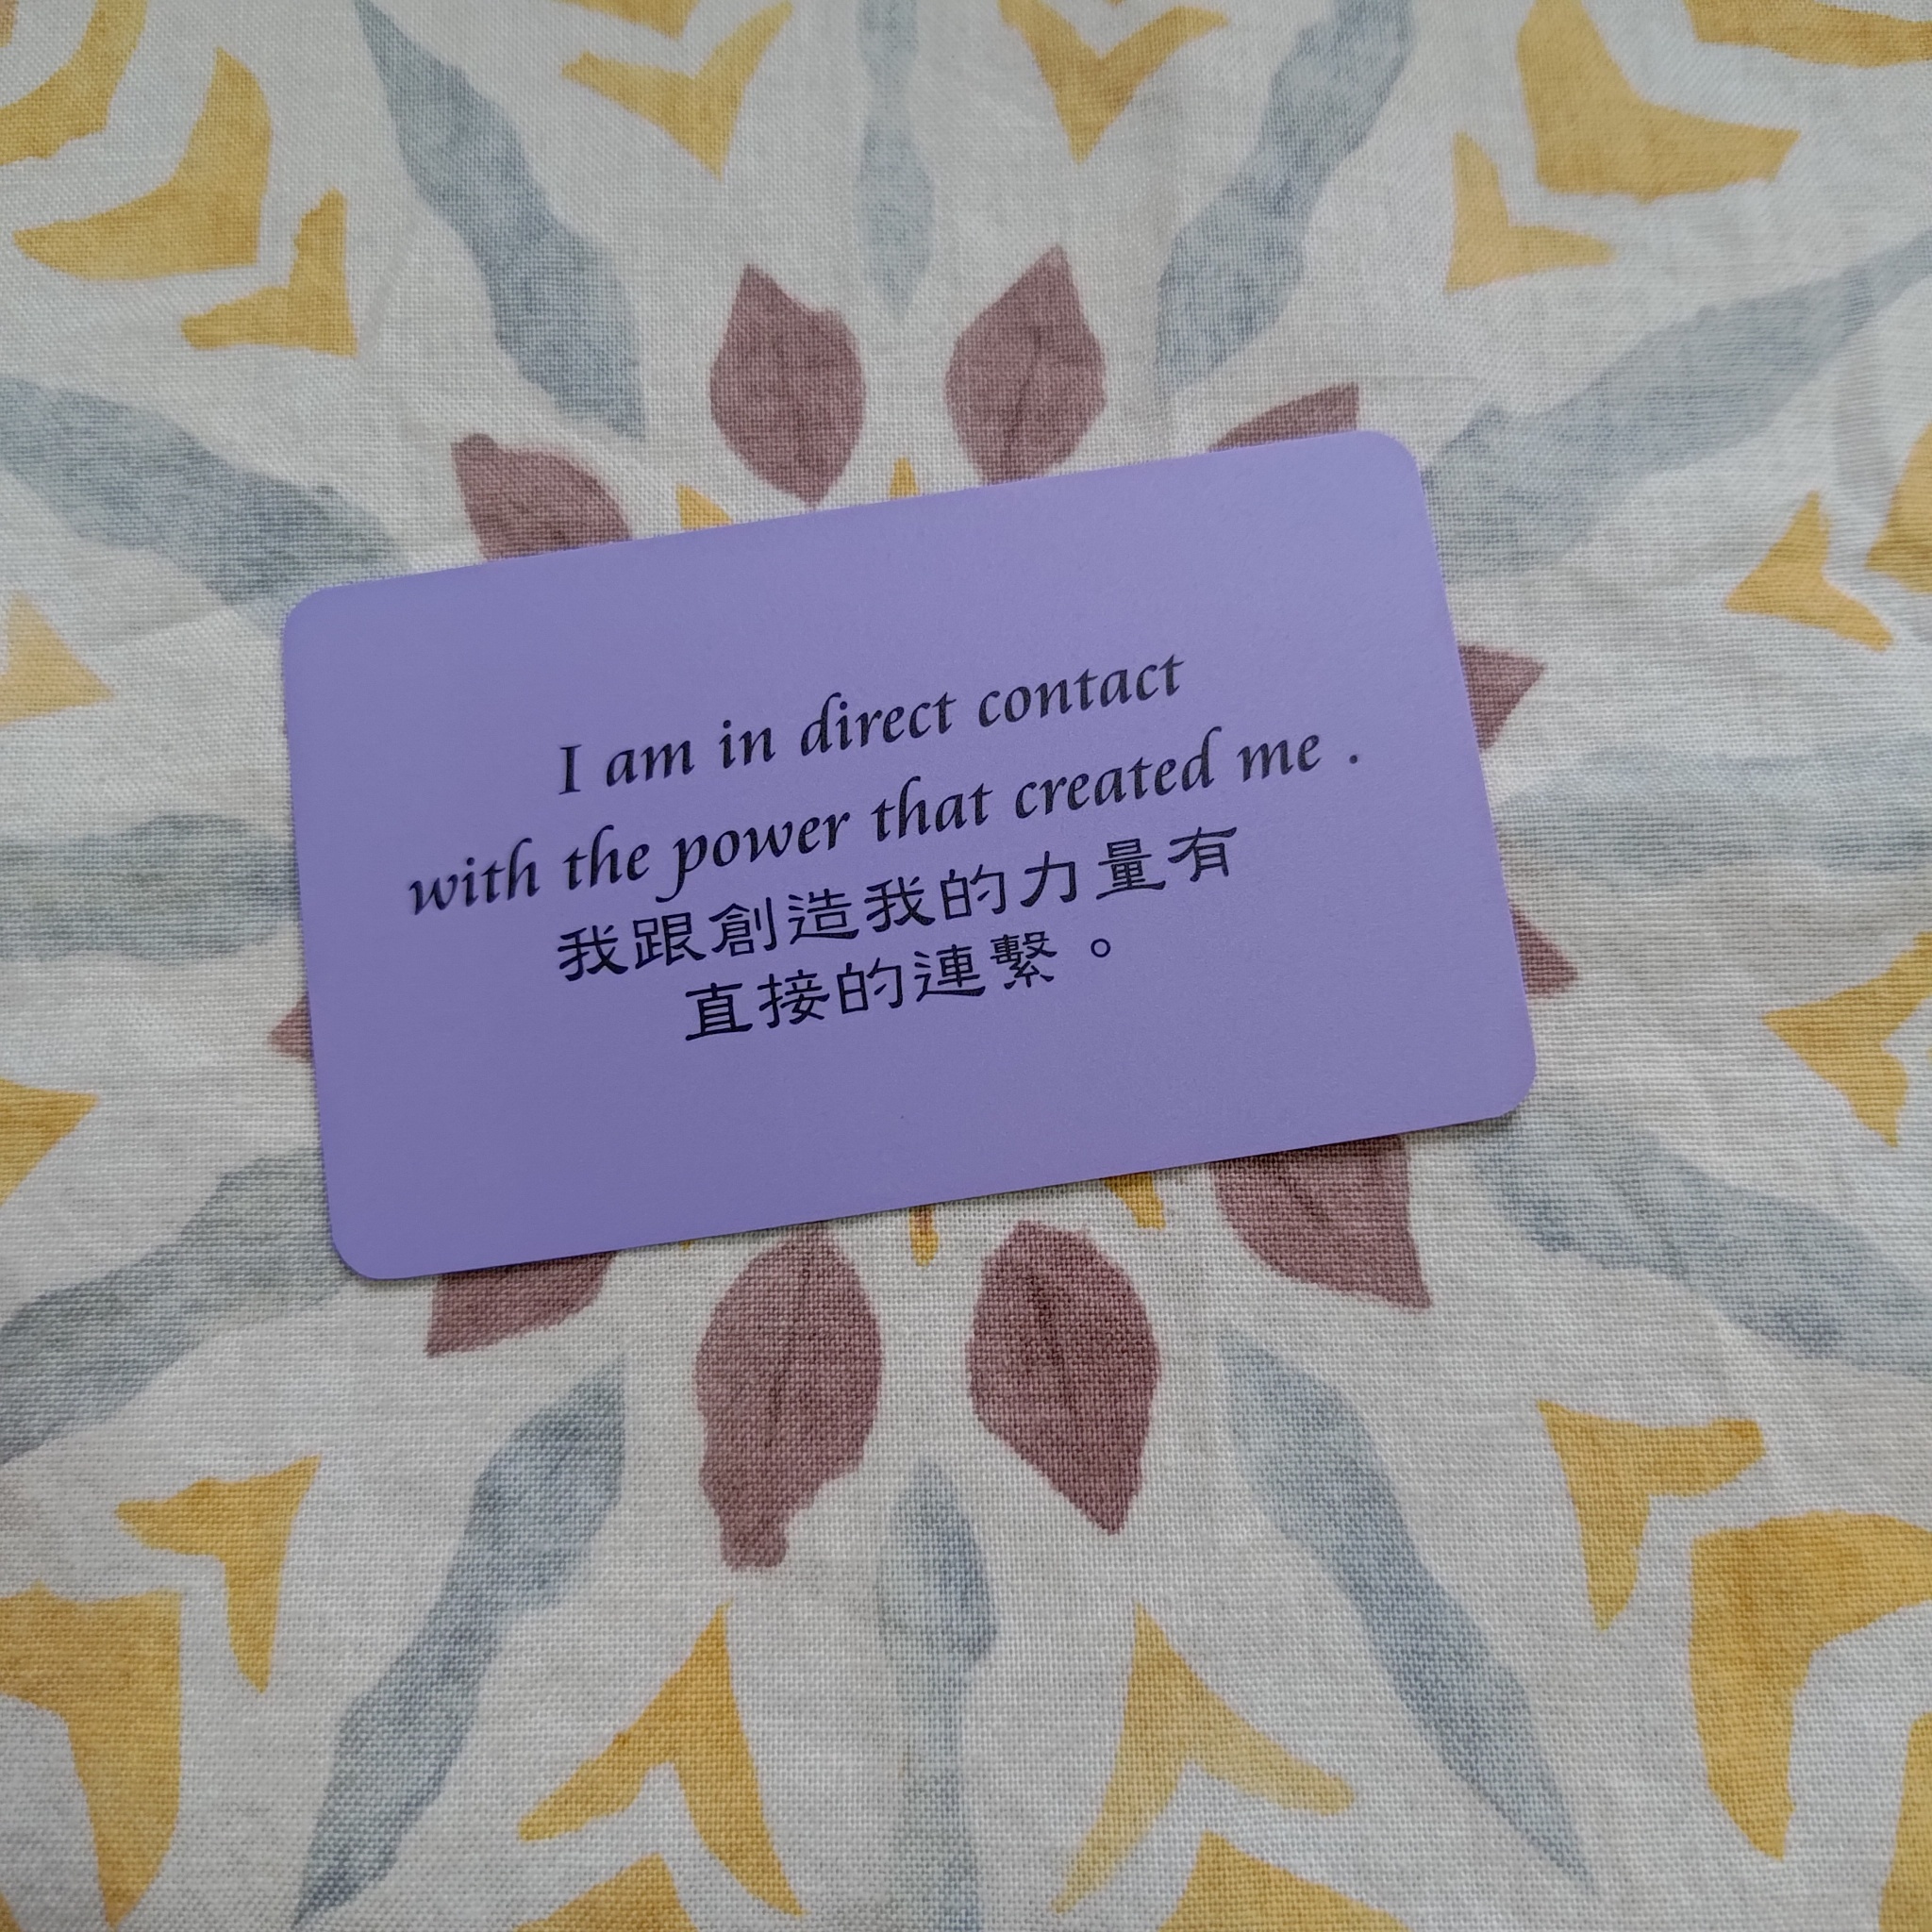 I am in direct contact
with the power that created me .
我跟創造我的力量有
直接的連繫。